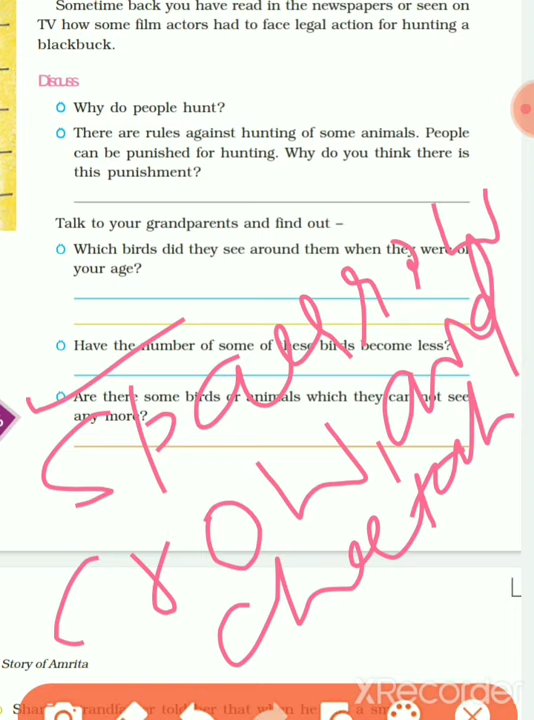 Sometime back you have read in the newspapers or seen on
TV how some film actors had to face legal action for hunting a
blackbuck.
Discuss
Why do people hunt?
There are rules against hunting of some animals. People
can be punished for hunting. Why do you think there is
this punishment?
Talk to your grandparents and find out –
Which birds did they see around them when they were of
your age?
Have the number of some of these birds become less?
Are there some birds or animals which they can not see
any more?
crow and
cheetah
Story of Amrita
XRecorder